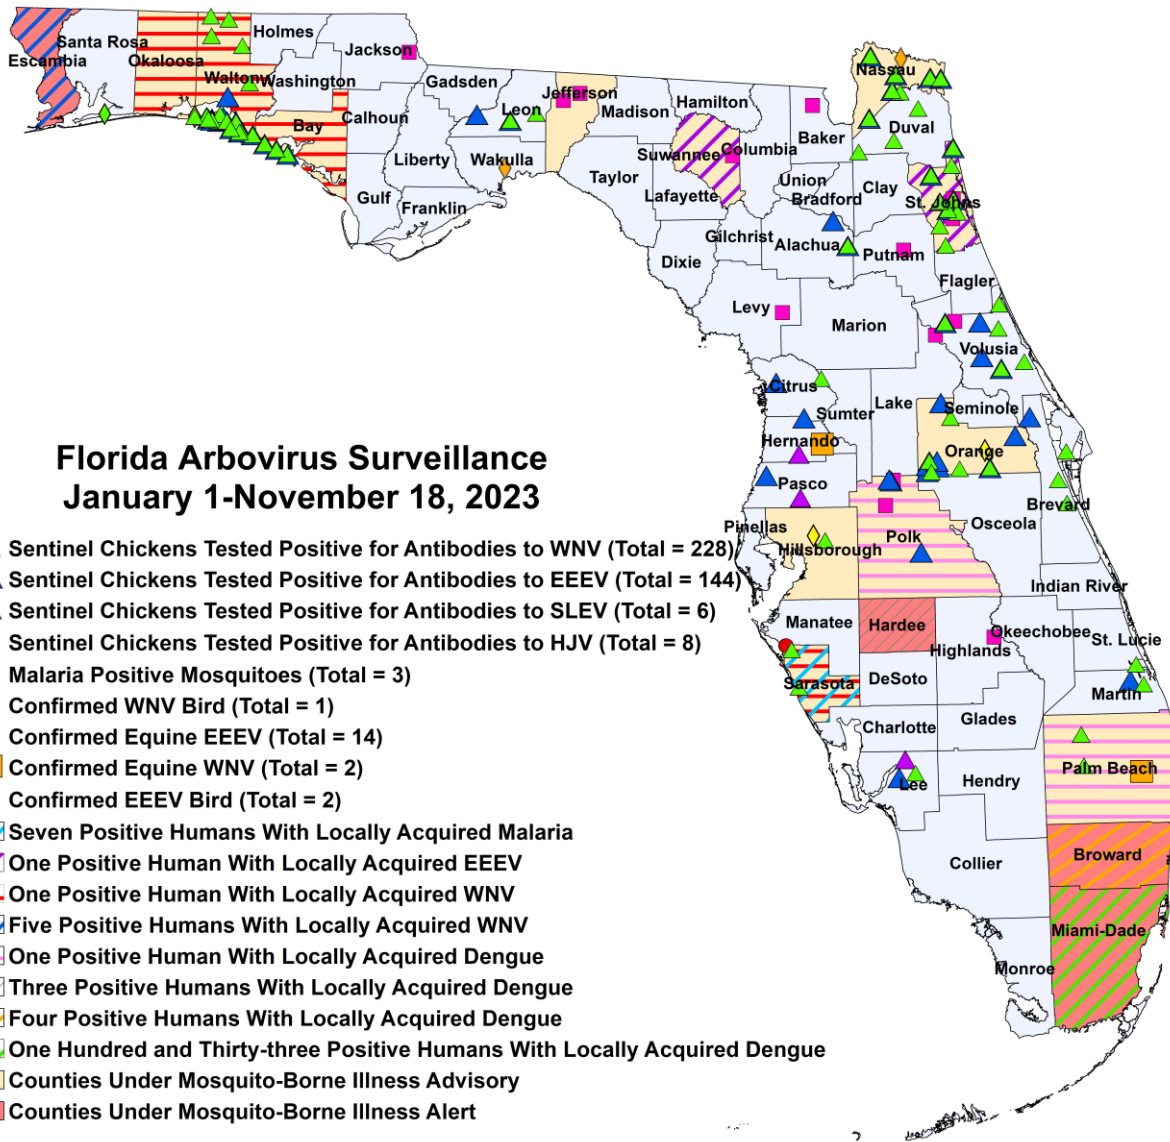 Escambia
Santa Rosa
Okaloosa
Holmes
Walton
Washington
Jackson
Bay
Calhoun
Gadsden
Liberty
Gulf
Franklin
Leon
Wakulla
Jefferson
Madison
Taylor
Hamilton
Suwannee
Lafayette
Columbia
Baker
Nassau
Duval
Union
Bradford
Clay
St. Johns
Dixie
Gilchrist
Alachua
Putnam
Flagler
Levy
Marion
Volusia
Citrus
Sumter
Lake
Seminole
Hernando
Orange
Pasco
Brevard
Pinellas
Hillsborough
Polk
Osceola
Indian River
Manatee
Hardee
Highlands
Okeechobee
St. Lucie
Sarasota
DeSoto
Martin
Charlotte
Glades
Lee
Hendry
Palm Beach
Collier
Broward
Monroe
Miami-Dade
Florida Arbovirus Surveillance
January 1-November 18, 2023
Sentinel Chickens Tested Positive for Antibodies to WNV (Total = 228)
Sentinel Chickens Tested Positive for Antibodies to EEEV (Total = 144)
Sentinel Chickens Tested Positive for Antibodies to SLEV (Total = 6)
Sentinel Chickens Tested Positive for Antibodies to HJV (Total = 8)
Malaria Positive Mosquitoes (Total = 3)
Confirmed WNV Bird (Total = 1)
Confirmed Equine EEEV (Total = 14)
Confirmed Equine WNV (Total = 2)
Confirmed EEEV Bird (Total = 2)
Seven Positive Humans With Locally Acquired Malaria
One Positive Human With Locally Acquired EEEV
One Positive Human With Locally Acquired WNV
Five Positive Humans With Locally Acquired WNV
One Positive Human With Locally Acquired Dengue
Three Positive Humans With Locally Acquired Dengue
Four Positive Humans With Locally Acquired Dengue
One Hundred and Thirty-three Positive Humans With Locally Acquired Dengue
Counties Under Mosquito-Borne Illness Advisory
Counties Under Mosquito-Borne Illness Alert